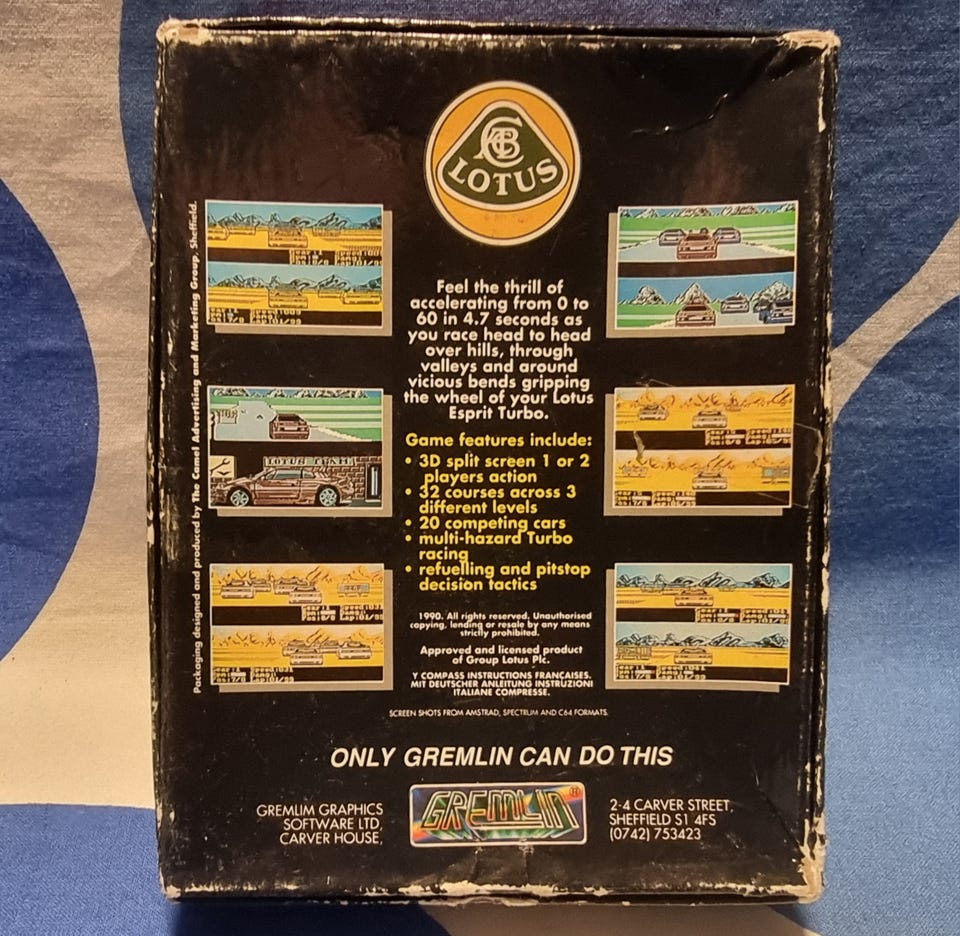 ACBC
LOTUS
Packaging designed and produced by The Camel Advertising and Marketing Group, Sheffield.
Feel the thrill of
accelerating from 0 to
60 in 4.7 seconds as
you race head to head
over hills, through
valleys and around
vicious bends gripping
the wheel of your Lotus
Esprit Turbo.
Game features include:
• 3D split screen 1 or 2
players action
• 32 courses across 3
different levels
• 20 competing cars
• multi-hazard Turbo
racing
• refuelling and pitstop
decision tactics
1990. All rights reserved. Unauthorised
copying, lending or resale by any means
strictly prohibited.
Approved and licensed product
of Group Lotus Plc.
Y COMPASS INSTRUCTIONS FRANÇAISES.
MIT DEUTSCHER ANLEITUNG INSTRUZIONI
ITALIANE COMPRESSE.
SCREEN SHOTS FROM AMSTRAD, SPECTRUM AND C64 FORMATS.
ONLY GREMLIN CAN DO THIS
GREMLIM GRAPHICS
SOFTWARE LTD,
CARVER HOUSE,
GREMLIN®
2-4 CARVER STREET,
SHEFFIELD S1 4FS
(0742) 753423